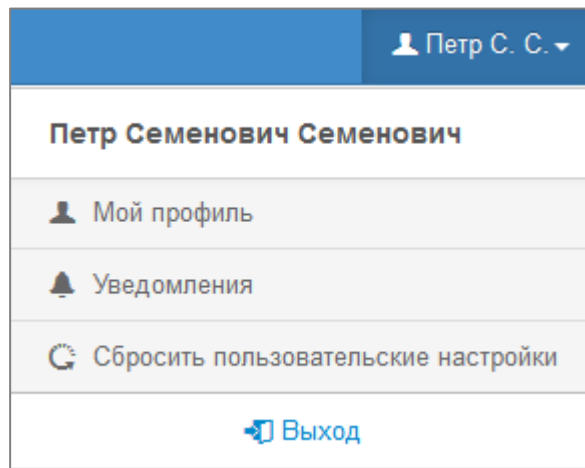 Петр С. С.
Петр Семенович Семенович
Мой профиль
Уведомления
Сбросить пользовательские настройки
Выход